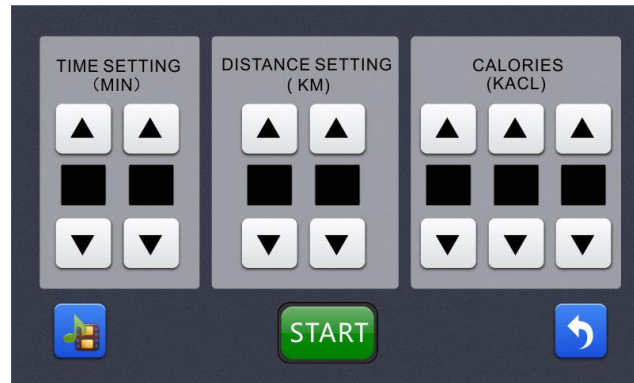 TIME SETTING
（MIN）
DISTANCE SETTING
( KM)
CALORIES
(KACL)
START